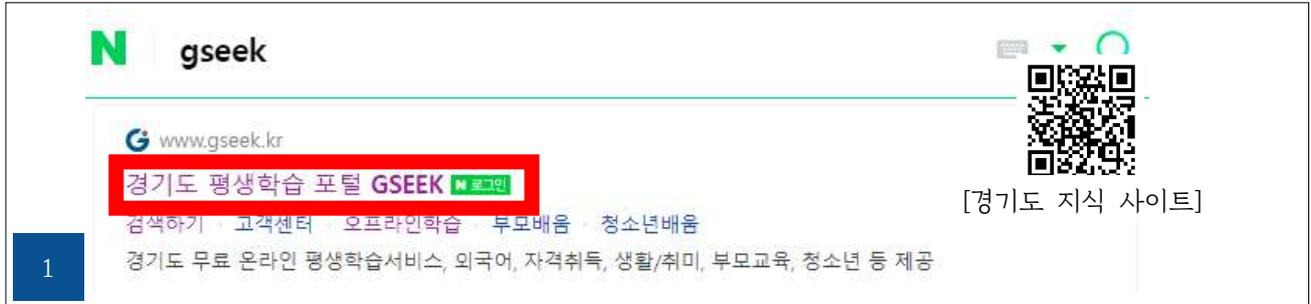 N gseek
www.gseek.kr
경기도 평생학습 포털 GSEEK N 로그인
[경기도 지식 사이트]
검색하기 · 고객센터 · 오프라인학습 · 부모배움 · 청소년배움
경기도 무료 온라인 평생학습서비스, 외국어, 자격취득, 생활/취미, 부모교육, 청소년 등 제공
1